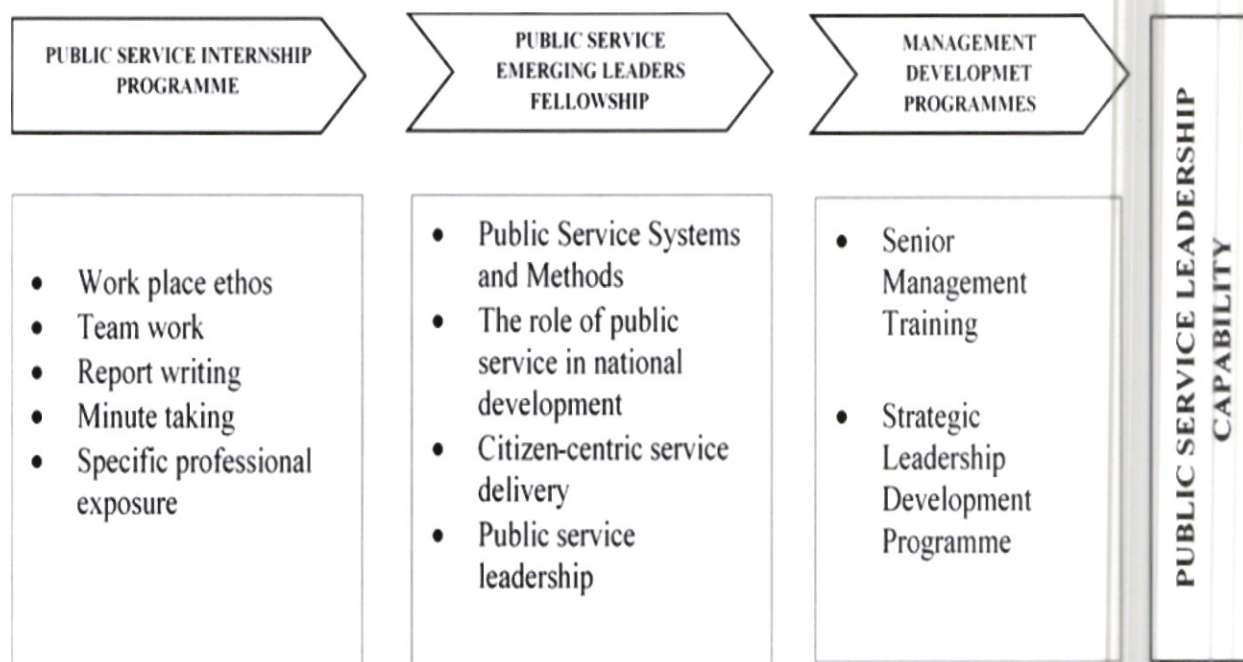 PUBLIC SERVICE INTERNSHIP
PROGRAMME
PUBLIC SERVICE
EMERGING LEADERS
FELLOWSHIP
MANAGEMENT
DEVELOPMET
PROGRAMMES
• Work place ethos
• Team work
• Report writing
• Minute taking
• Specific professional
exposure
• Public Service Systems
and Methods
• The role of public
service in national
development
• Citizen-centric service
delivery
• Public service
leadership
• Senior
Management
Training
• Strategic
Leadership
Development
Programme
PUBLIC SERVICE LEADERSHIP
CAPABILITY